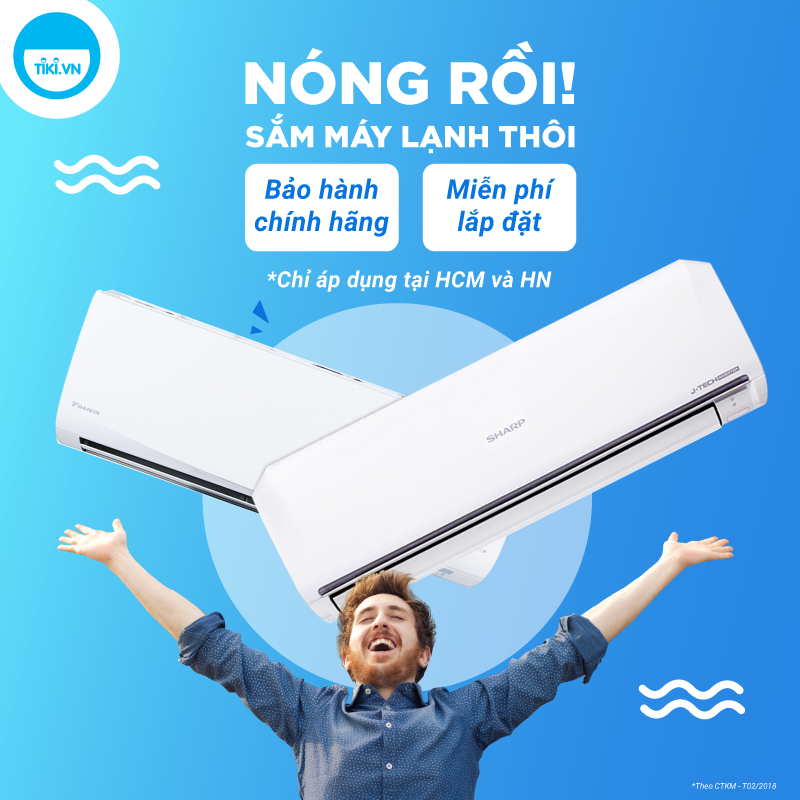 TiKi.VN
NÓNG RỒI!
SẮM MÁY LẠNH THÔI
Bảo hành
chính hãng
Miễn phí
lắp đặt
*Chỉ áp dụng tại HCM và HN
DAIKIN
J-TECH INVERTER
SHARP
*Theo CTKM - T02/2018